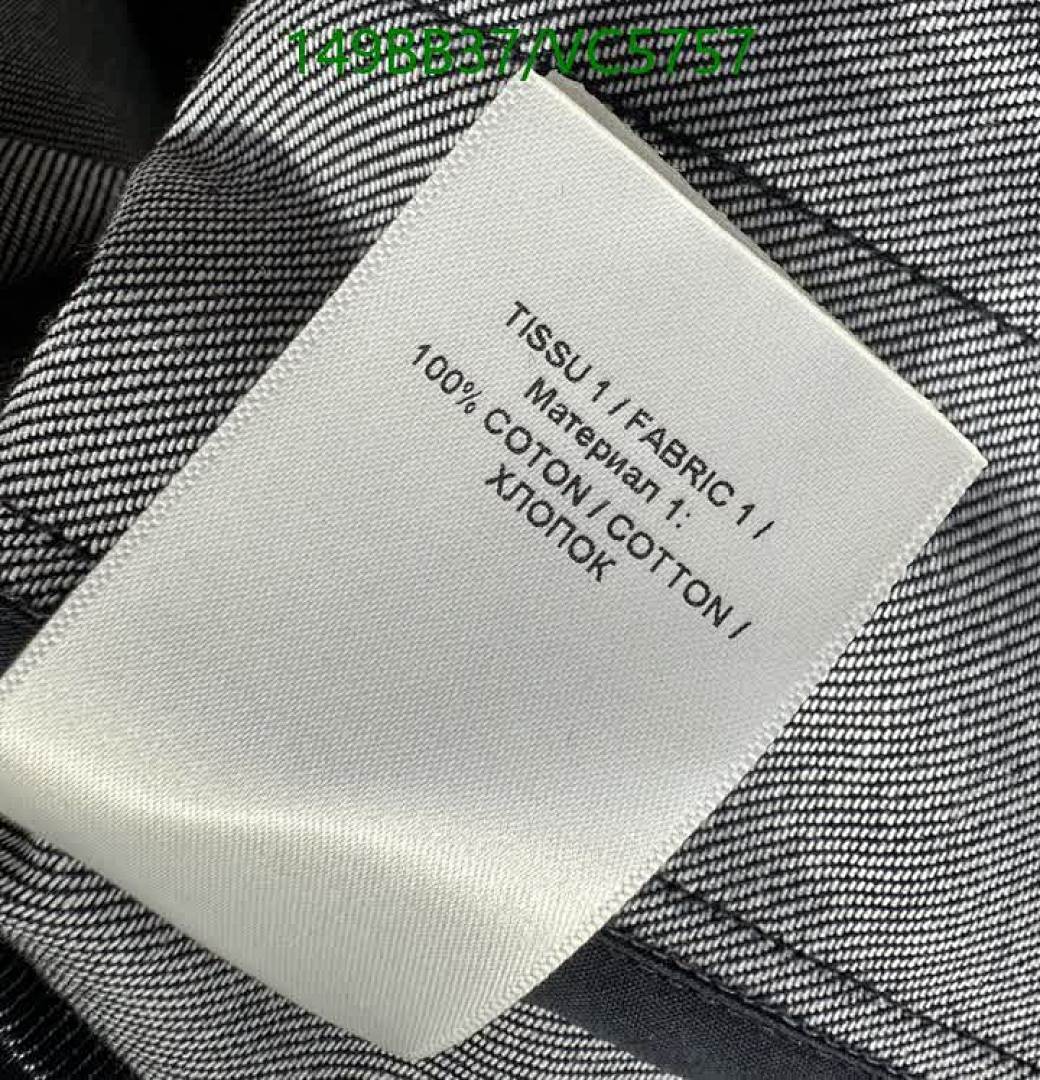 149BB37/VC5757
TISSU 1 / FABRIC 1 /
Материал 1:
100% COTON / COTTON /
ХЛОПОК